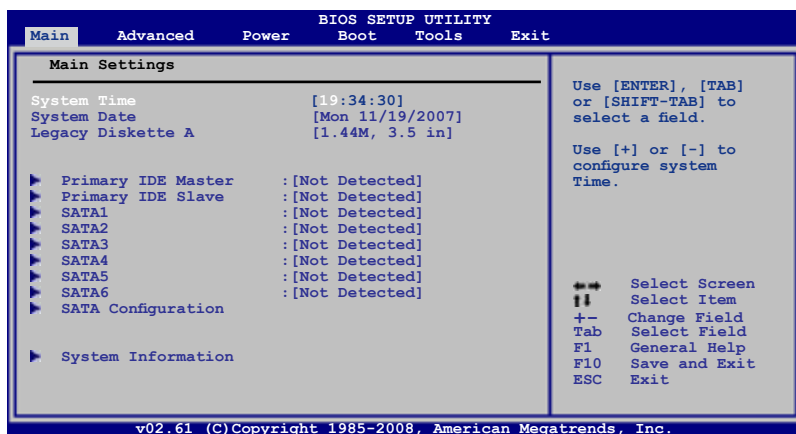 BIOS SETUP UTILITY
Main Advanced Power Boot Tools Exit
Main Settings
System Time [19:34:30]
System Date [Mon 11/19/2007]
Legacy Diskette A [1.44M, 3.5 in]
Primary IDE Master :[Not Detected]
Primary IDE Slave :[Not Detected]
SATA1 :[Not Detected]
SATA2 :[Not Detected]
SATA3 :[Not Detected]
SATA4 :[Not Detected]
SATA5 :[Not Detected]
SATA6 :[Not Detected]
SATA Configuration
System Information
Use [ENTER], [TAB]
or [SHIFT-TAB] to
select a field.
Use [+] or [-] to
configure system
Time.
←→ Select Screen
↑↓ Select Item
+- Change Field
Tab Select Field
F1 General Help
F10 Save and Exit
ESC Exit
v02.61 (C)Copyright 1985-2008, American Megatrends, Inc.